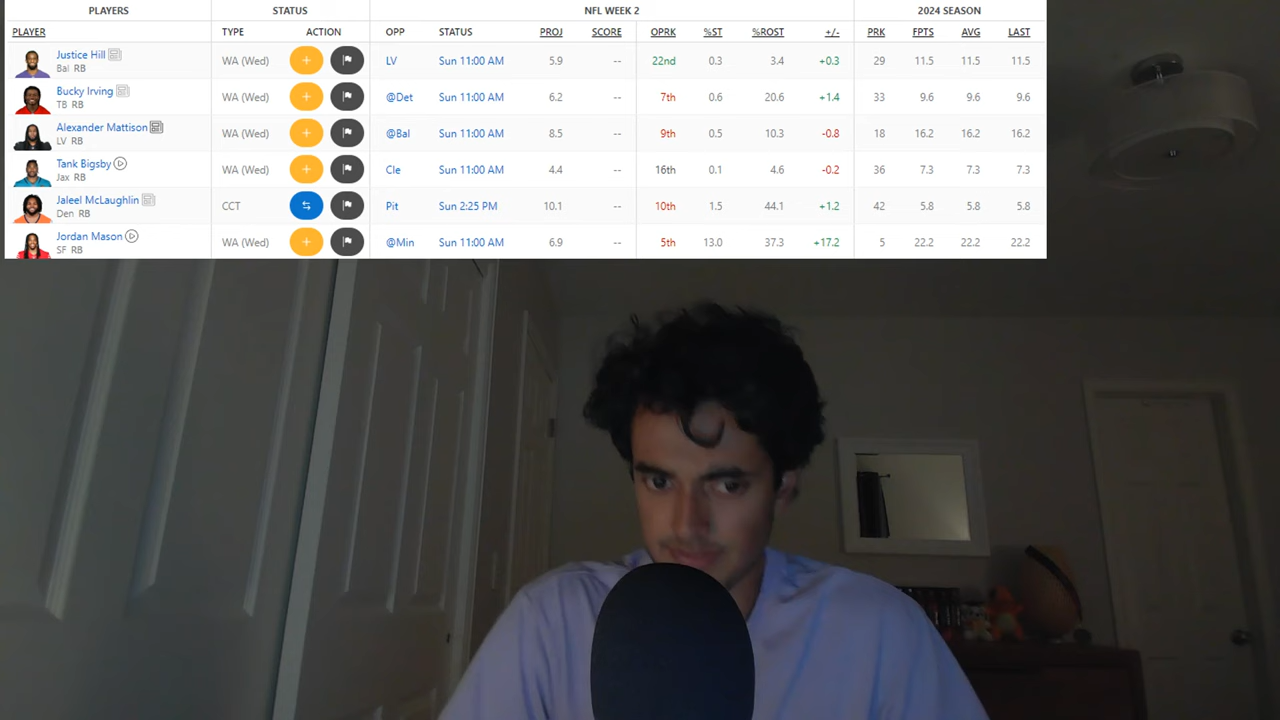 PLAYERS STATUS NFL WEEK 2 2024 SEASON
PLAYER TYPE ACTION OPP STATUS PROJ SCORE OPRK %ST %ROST +/- PRK FPTS AVG LAST
Justice Hill
Bal RB
WA (Wed) LV Sun 11:00 AM 5.9 -- 22nd 0.3 3.4 +0.3 29 11.5 11.5 11.5
Bucky Irving
TB RB
WA (Wed) @Det Sun 11:00 AM 6.2 -- 7th 0.6 20.6 +1.4 33 9.6 9.6 9.6
Alexander Mattison
LV RB
WA (Wed) @Bal Sun 11:00 AM 8.5 -- 9th 0.5 10.3 -0.8 18 16.2 16.2 16.2
Tank Bigsby
Jax RB
WA (Wed) Cle Sun 11:00 AM 4.4 -- 16th 0.1 4.6 -0.2 36 7.3 7.3 7.3
Jaleel McLaughlin
Den RB
CCT Pit Sun 2:25 PM 10.1 -- 10th 1.5 44.1 +1.2 42 5.8 5.8 5.8
Jordan Mason
SF RB
WA (Wed) @Min Sun 11:00 AM 6.9 -- 5th 13.0 37.3 +17.2 5 22.2 22.2 22.2